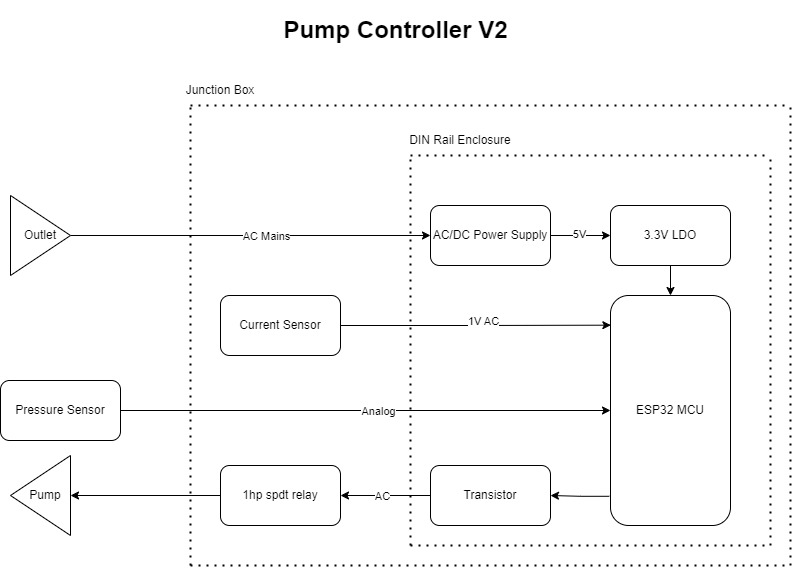 Pump Controller V2
Junction Box
DIN Rail Enclosure
Outlet
AC Mains
AC/DC Power Supply
5V
3.3V LDO
Current Sensor
1V AC
Pressure Sensor
Analog
ESP32 MCU
Pump
1hp spdt relay
AC
Transistor